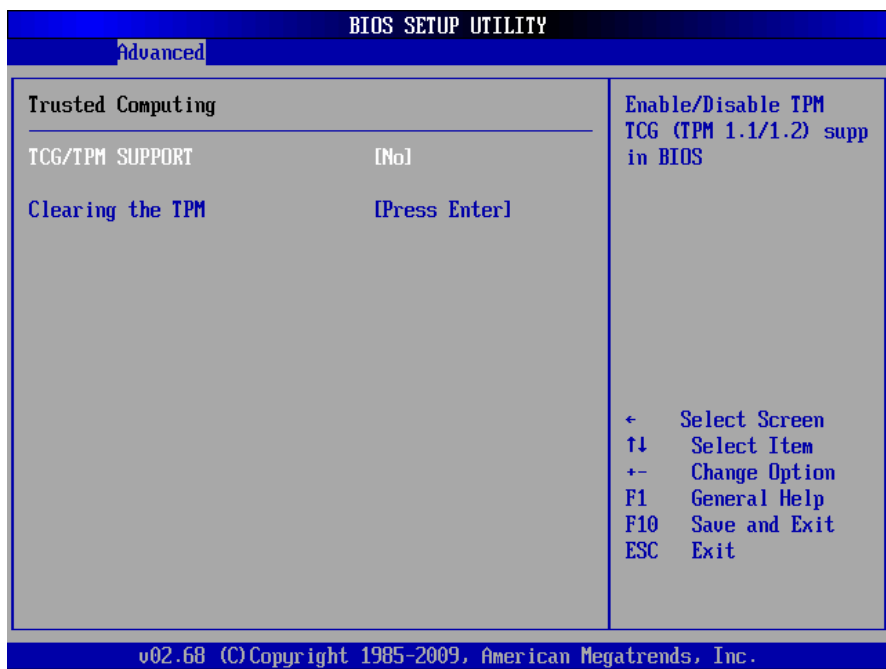 BIOS SETUP UTILITY
Advanced
Trusted Computing
TCG/TPM SUPPORT [No]
Clearing the TPM [Press Enter]
Enable/Disable TPM
TCG (TPM 1.1/1.2) supp
in BIOS
← Select Screen
↑↓ Select Item
+- Change Option
F1 General Help
F10 Save and Exit
ESC Exit
v02.68 (C)Copyright 1985-2009, American Megatrends, Inc.